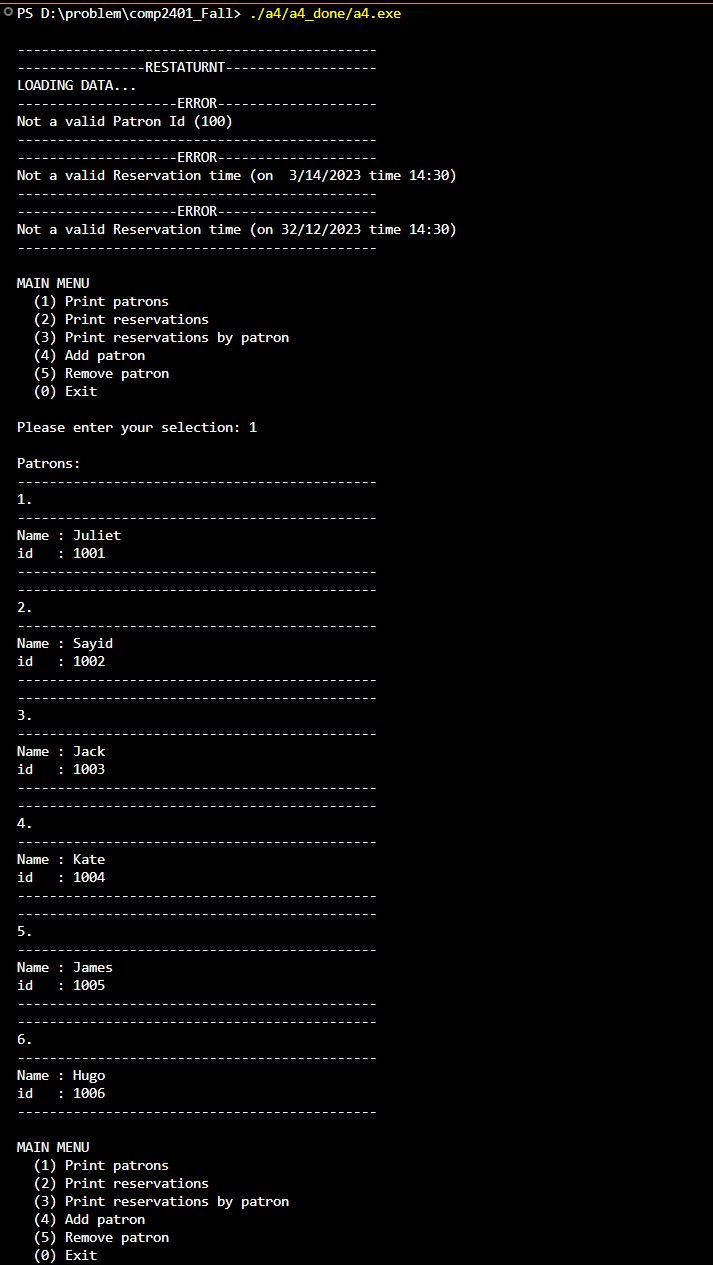 PS D:\problem\comp2401_Fall> ./a4/a4_done/a4.exe
---------------------------------------------
----------------RESTATURNT-------------------
LOADING DATA...
--------------------ERROR--------------------
Not a valid Patron Id (100)
---------------------------------------------
--------------------ERROR--------------------
Not a valid Reservation time (on  3/14/2023 time 14:30)
---------------------------------------------
--------------------ERROR--------------------
Not a valid Reservation time (on 32/12/2023 time 14:30)
---------------------------------------------
MAIN MENU
  (1) Print patrons
  (2) Print reservations
  (3) Print reservations by patron
  (4) Add patron
  (5) Remove patron
  (0) Exit
Please enter your selection: 1
Patrons:
---------------------------------------------
1.
---------------------------------------------
Name : Juliet
id   : 1001
---------------------------------------------
---------------------------------------------
2.
---------------------------------------------
Name : Sayid
id   : 1002
---------------------------------------------
---------------------------------------------
3.
---------------------------------------------
Name : Jack
id   : 1003
---------------------------------------------
---------------------------------------------
4.
---------------------------------------------
Name : Kate
id   : 1004
---------------------------------------------
---------------------------------------------
5.
---------------------------------------------
Name : James
id   : 1005
---------------------------------------------
---------------------------------------------
6.
---------------------------------------------
Name : Hugo
id   : 1006
---------------------------------------------
MAIN MENU
  (1) Print patrons
  (2) Print reservations
  (3) Print reservations by patron
  (4) Add patron
  (5) Remove patron
  (0) Exit